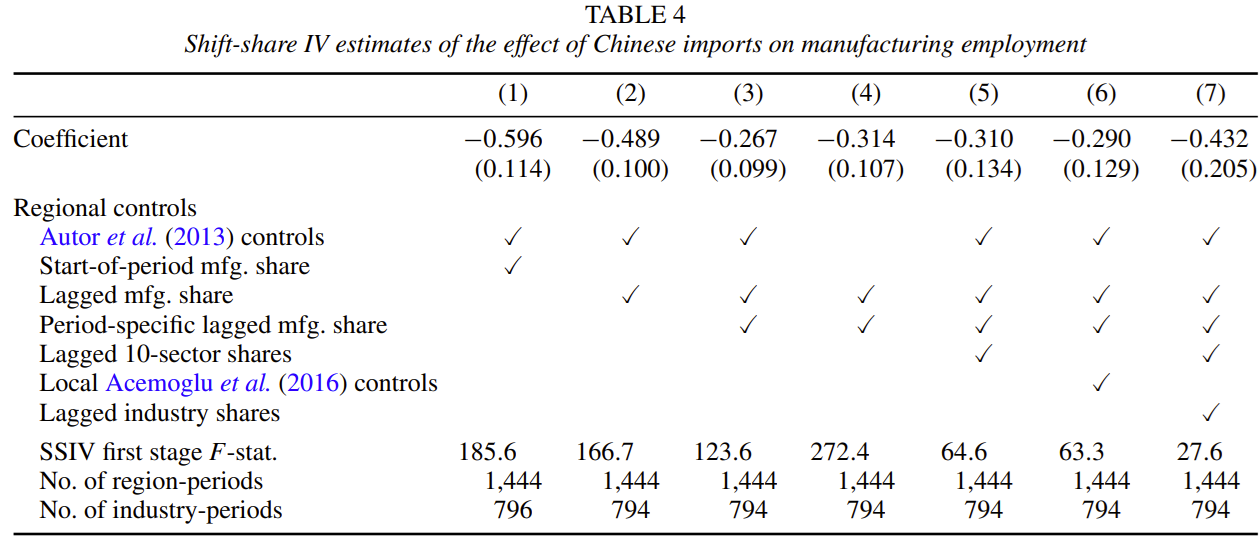 TABLE 4
Shift-share IV estimates of the effect of Chinese imports on manufacturing employment
(1) (2) (3) (4) (5) (6) (7)
Coefficient −0.596 −0.489 −0.267 −0.314 −0.310 −0.290 −0.432
(0.114) (0.100) (0.099) (0.107) (0.134) (0.129) (0.205)
Regional controls
Autor et al. (2013) controls ✓ ✓ ✓ ✓ ✓ ✓
Start-of-period mfg. share ✓
Lagged mfg. share ✓ ✓ ✓ ✓ ✓ ✓
Period-specific lagged mfg. share ✓ ✓ ✓ ✓ ✓
Lagged 10-sector shares ✓ ✓
Local Acemoglu et al. (2016) controls ✓
Lagged industry shares ✓
SSIV first stage F-stat. 185.6 166.7 123.6 272.4 64.6 63.3 27.6
No. of region-periods 1,444 1,444 1,444 1,444 1,444 1,444 1,444
No. of industry-periods 796 794 794 794 794 794 794